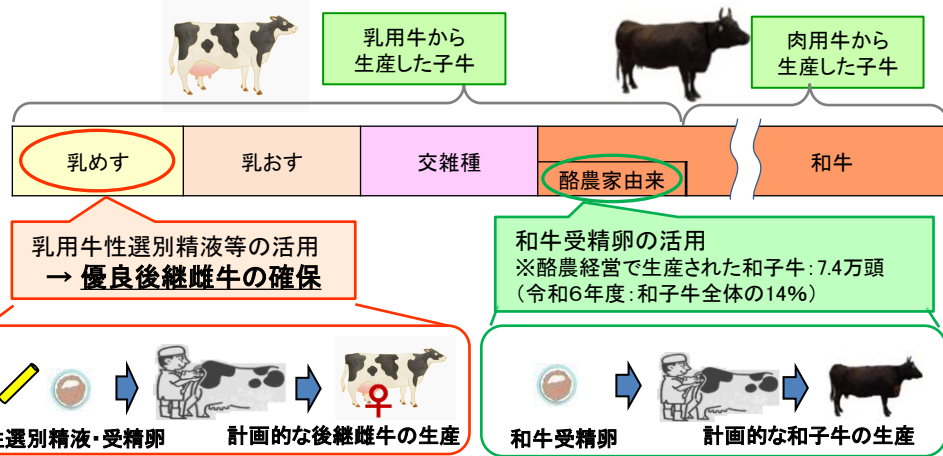 乳用牛から
生産した子牛
肉用牛から
生産した子牛
乳めす
乳おす
交雑種
酪農家由来
和牛
乳用牛性選別精液等の活用
→ 優良後継雌牛の確保
和牛受精卵の活用
※酪農経営で生産された和子牛:7.4万頭
(令和6年度:和子牛全体の14%)
性選別精液・受精卵
計画的な後継雌牛の生産
和牛受精卵
計画的な和子牛の生産